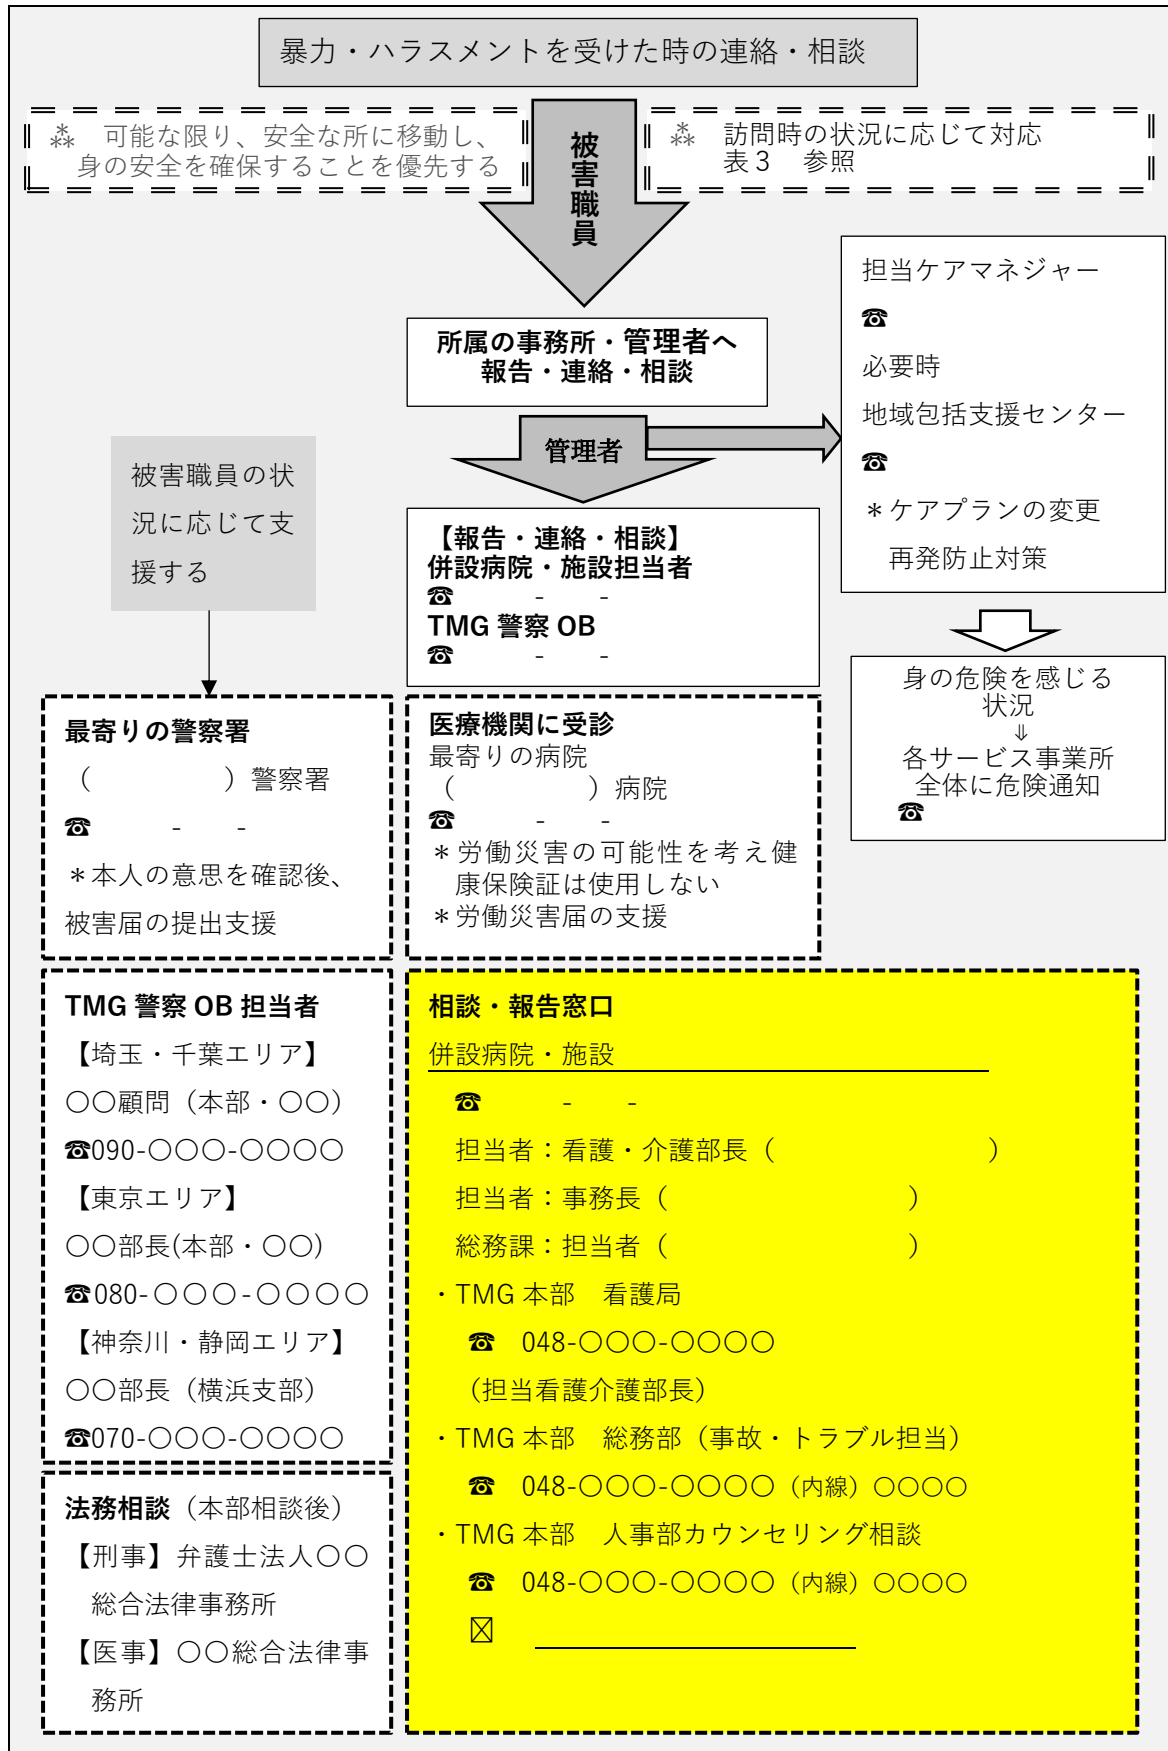 暴力・ハラスメントを受けた時の連絡・相談
⁂ 可能な限り、安全な所に移動し、
身の安全を確保することを優先する
被害職員
⁂ 訪問時の状況に応じて対応
表3 参照
所属の事務所・管理者へ
報告・連絡・相談
管理者
担当ケアマネジャー
☎
必要時
地域包括支援センター
☎
＊ケアプランの変更
再発防止対策
被害職員の状
況に応じて支
援する
【報告・連絡・相談】
併設病院・施設担当者
☎ - -
TMG 警察 OB
☎ - -
身の危険を感じる
状況
⇓
各サービス事業所
全体に危険通知
☎
最寄りの警察署
（ ）警察署
☎ - -
＊本人の意思を確認後、
被害届の提出支援
医療機関に受診
最寄りの病院
（ ）病院
☎ - -
＊労働災害の可能性を考え健
康保険証は使用しない
＊労働災害届の支援
TMG 警察 OB 担当者
【埼玉・千葉エリア】
〇〇顧問（本部・〇〇）
☎090-〇〇〇-〇〇〇〇
【東京エリア】
〇〇部長(本部・〇〇)
☎080-〇〇〇-〇〇〇〇
【神奈川・静岡エリア】
〇〇部長（横浜支部）
☎070-〇〇〇-〇〇〇〇
法務相談（本部相談後）
【刑事】弁護士法人〇〇
総合法律事務所
【医事】〇〇総合法律事
務所
相談・報告窓口
併設病院・施設
☎ - -
担当者：看護・介護部長（ ）
担当者：事務長（ ）
総務課：担当者（ ）
・TMG 本部 看護局
☎ 048-〇〇〇-〇〇〇〇
（担当看護介護部長）
・TMG 本部 総務部（事故・トラブル担当）
☎ 048-〇〇〇-〇〇〇〇（内線）〇〇〇〇
・TMG 本部 人事部カウンセリング相談
☎ 048-〇〇〇-〇〇〇〇（内線）〇〇〇〇